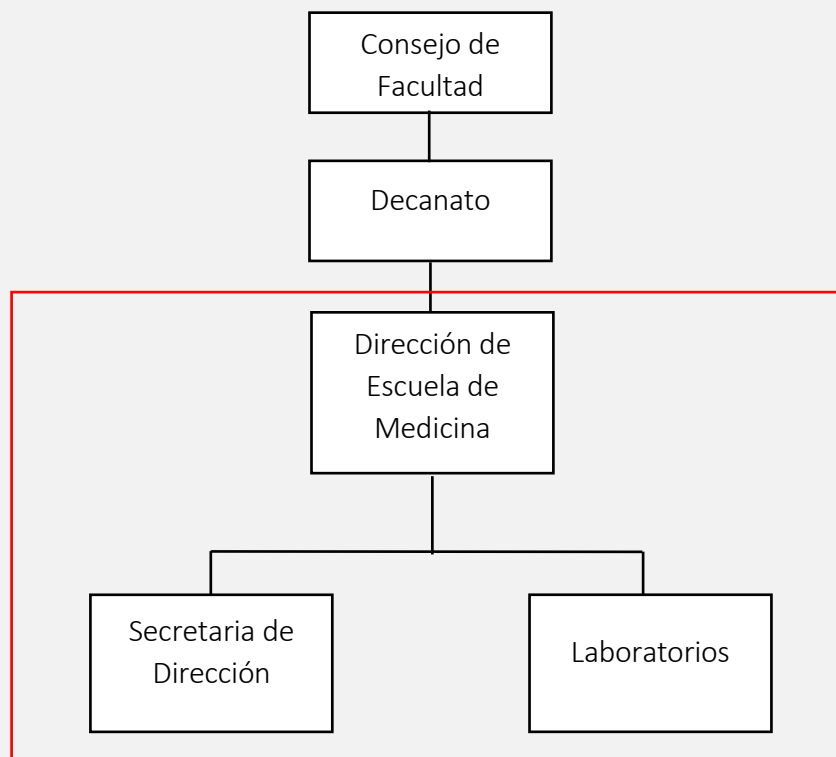 Consejo de
Facultad
Decanato
Dirección de
Escuela de
Medicina
Secretaria de
Dirección
Laboratorios